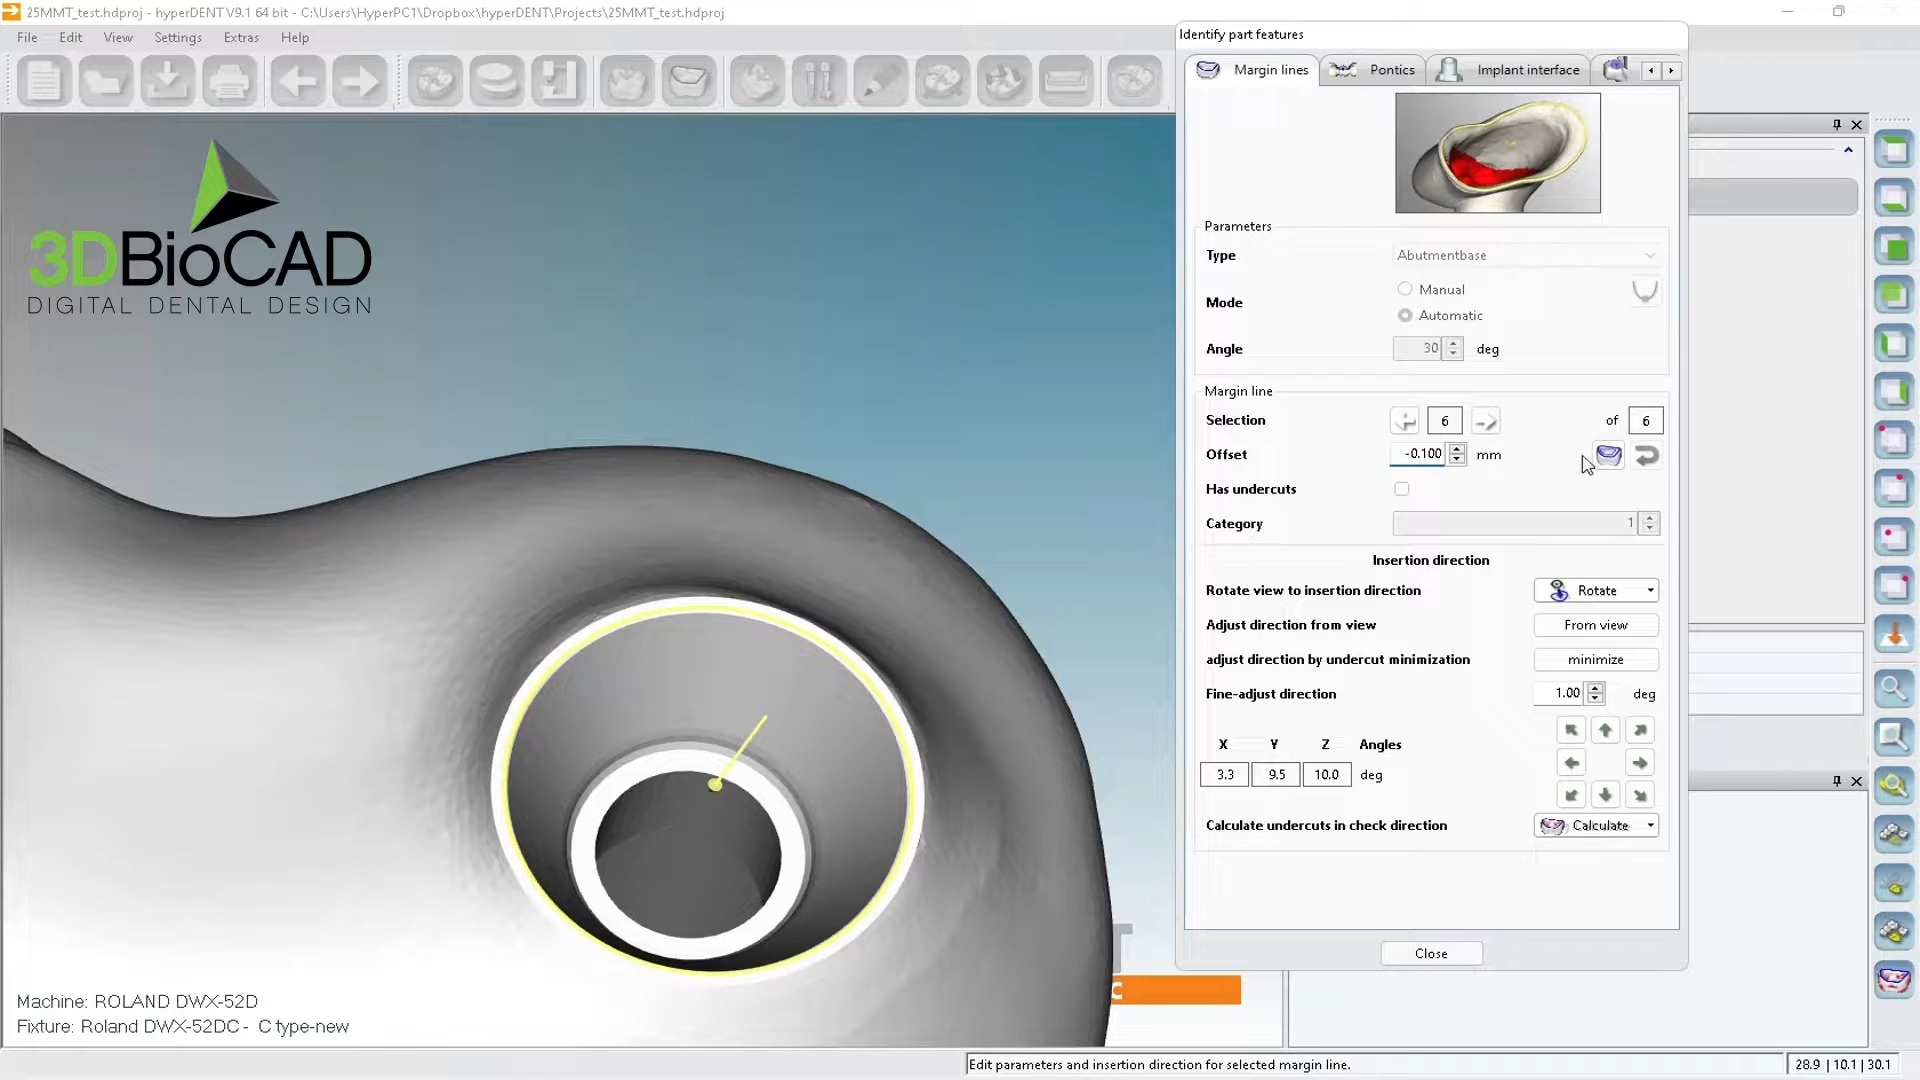 25MMT_test.hdproj - hyperDENT V9.1 64 bit - C:\Users\HyperPC1\Dropbox\hyperDENT\Projects\25MMT_test.hdproj
File Edit View Settings Extras Help
Identify part features
Margin lines Pontics Implant interface
3DBioCAD
DIGITAL DENTAL DESIGN
Parameters
Type Abutmentbase
Mode Manual
Automatic
Angle 30 deg
Margin line
Selection 6 of 6
Offset -0.100 mm
Has undercuts
Category 1
Insertion direction
Rotate view to insertion direction Rotate
Adjust direction from view From view
adjust direction by undercut minimization minimize
Fine-adjust direction 1.00 deg
X Y Z Angles
3.3 9.5 10.0 deg
Calculate undercuts in check direction Calculate
Close
T
C
Machine: ROLAND DWX-52D
Fixture: Roland DWX-52DC - C type-new
Edit parameters and insertion direction for selected margin line.
28.9 | 10.1 | 30.1